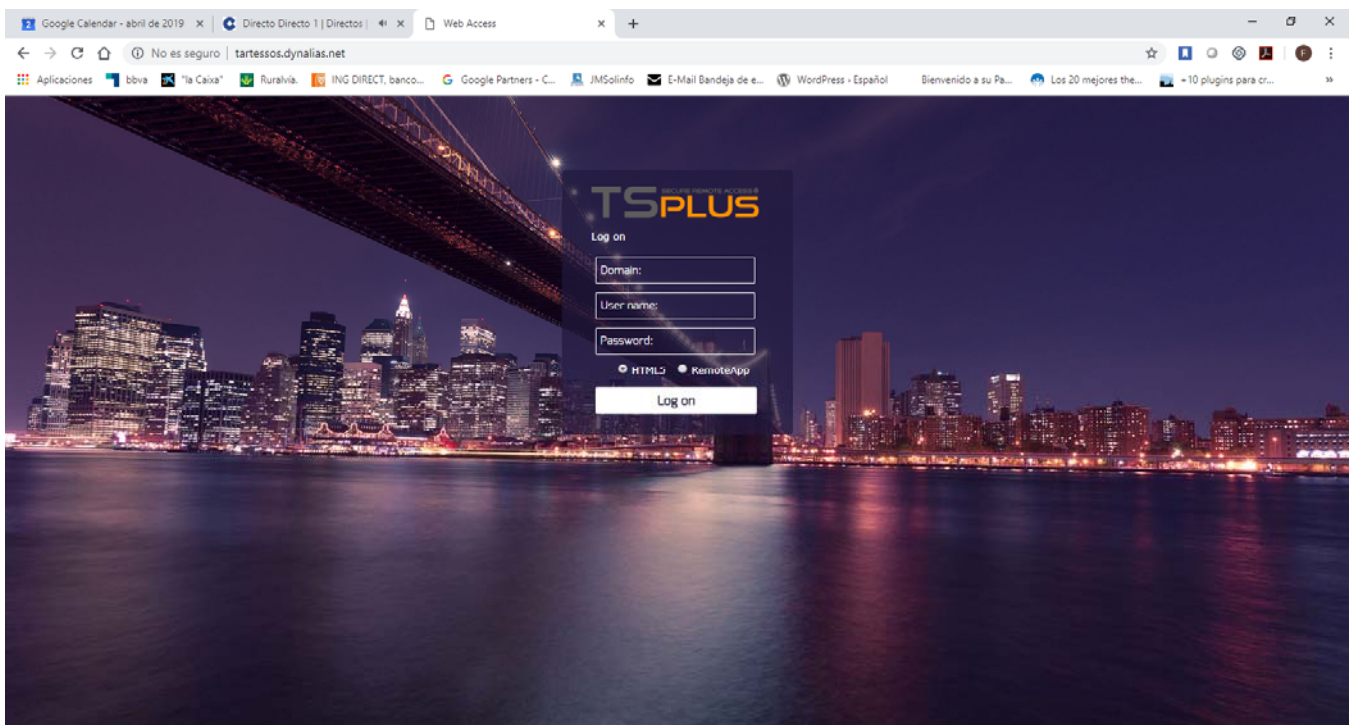 Google Calendar - abril de 2019
Directo Directo 1 | Directos |
Web Access
No es seguro | tartessos.dynalias.net
Aplicaciones
bbva
"la Caixa"
Ruralvía.
ING DIRECT, banco...
Google Partners - C...
JMSolinfo
E-Mail Bandeja de e...
WordPress › Español
Bienvenido a su Pa...
Los 20 mejores the...
+10 plugins para cr...
SECURE REMOTE ACCESS
TSPLUS
Log on
Domain:
User name:
Password:
HTML5
RemoteApp
Log on